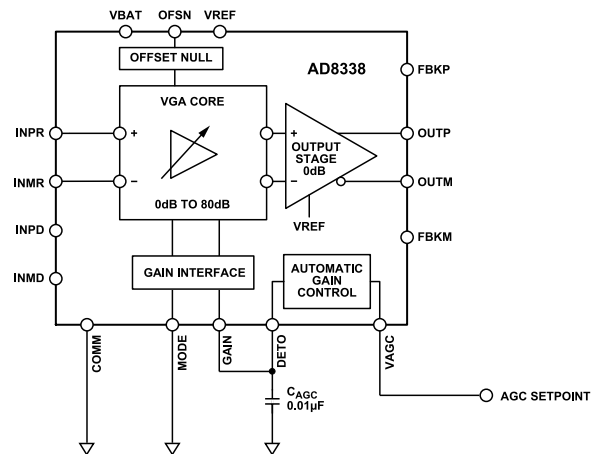 VBAT OFSN VREF
OFFSET NULL
AD8338
FBKP
VGA CORE
INPR
+
+
OUTPUT
STAGE
0dB
OUTP
INMR
−
−
OUTM
0dB TO 80dB
VREF
INPD
FBKM
GAIN INTERFACE
AUTOMATIC
GAIN
CONTROL
INMD
COMM
MODE
GAIN
DETO
VAGC
CAGC
0.01µF
AGC SETPOINT